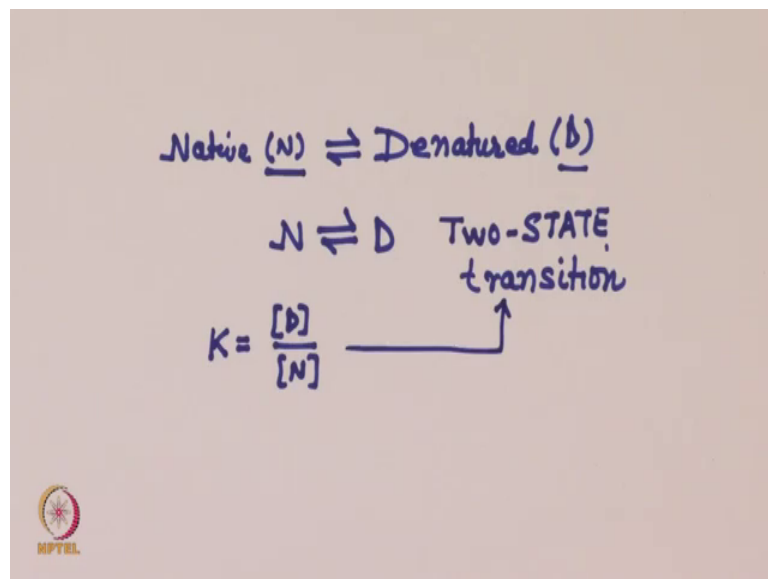 Native (N) ⇌ Denatured (D)
N ⇌ D Two-STATE
transition
K = [D]
[N]
NPTEL